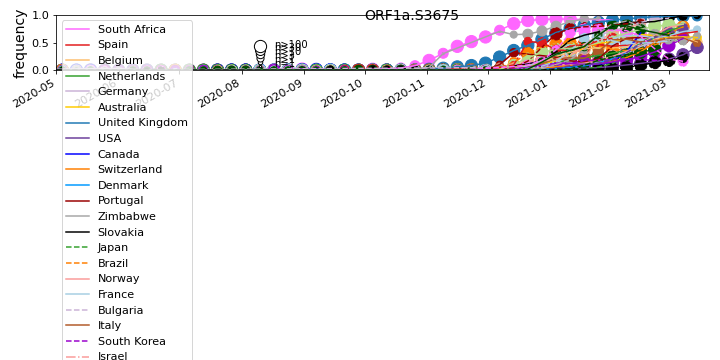 ORF1a.S3675
frequency
1.0
0.5
0.0
2020-05
2020-07
2020-08
2020-09
2020-10
2020-11
2020-12
2021-01
2021-02
2021-03
n>300
South Africa
Spain
Belgium
Netherlands
Germany
Australia
United Kingdom
USA
Canada
Switzerland
Denmark
Portugal
Zimbabwe
Slovakia
Japan
Brazil
Norway
France
Bulgaria
Italy
South Korea
Israel